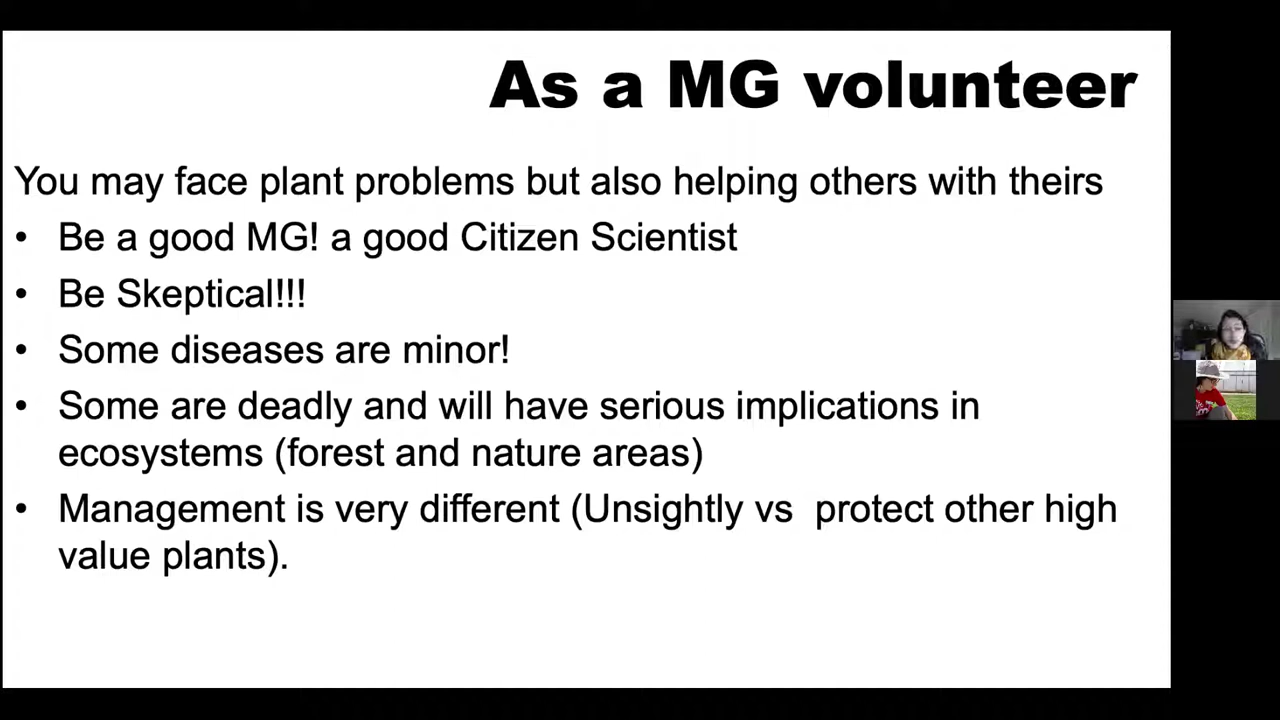 As a MG volunteer
You may face plant problems but also helping others with theirs
• Be a good MG! a good Citizen Scientist
• Be Skeptical!!!
• Some diseases are minor!
• Some are deadly and will have serious implications in
ecosystems (forest and nature areas)
• Management is very different (Unsightly vs  protect other high
value plants).